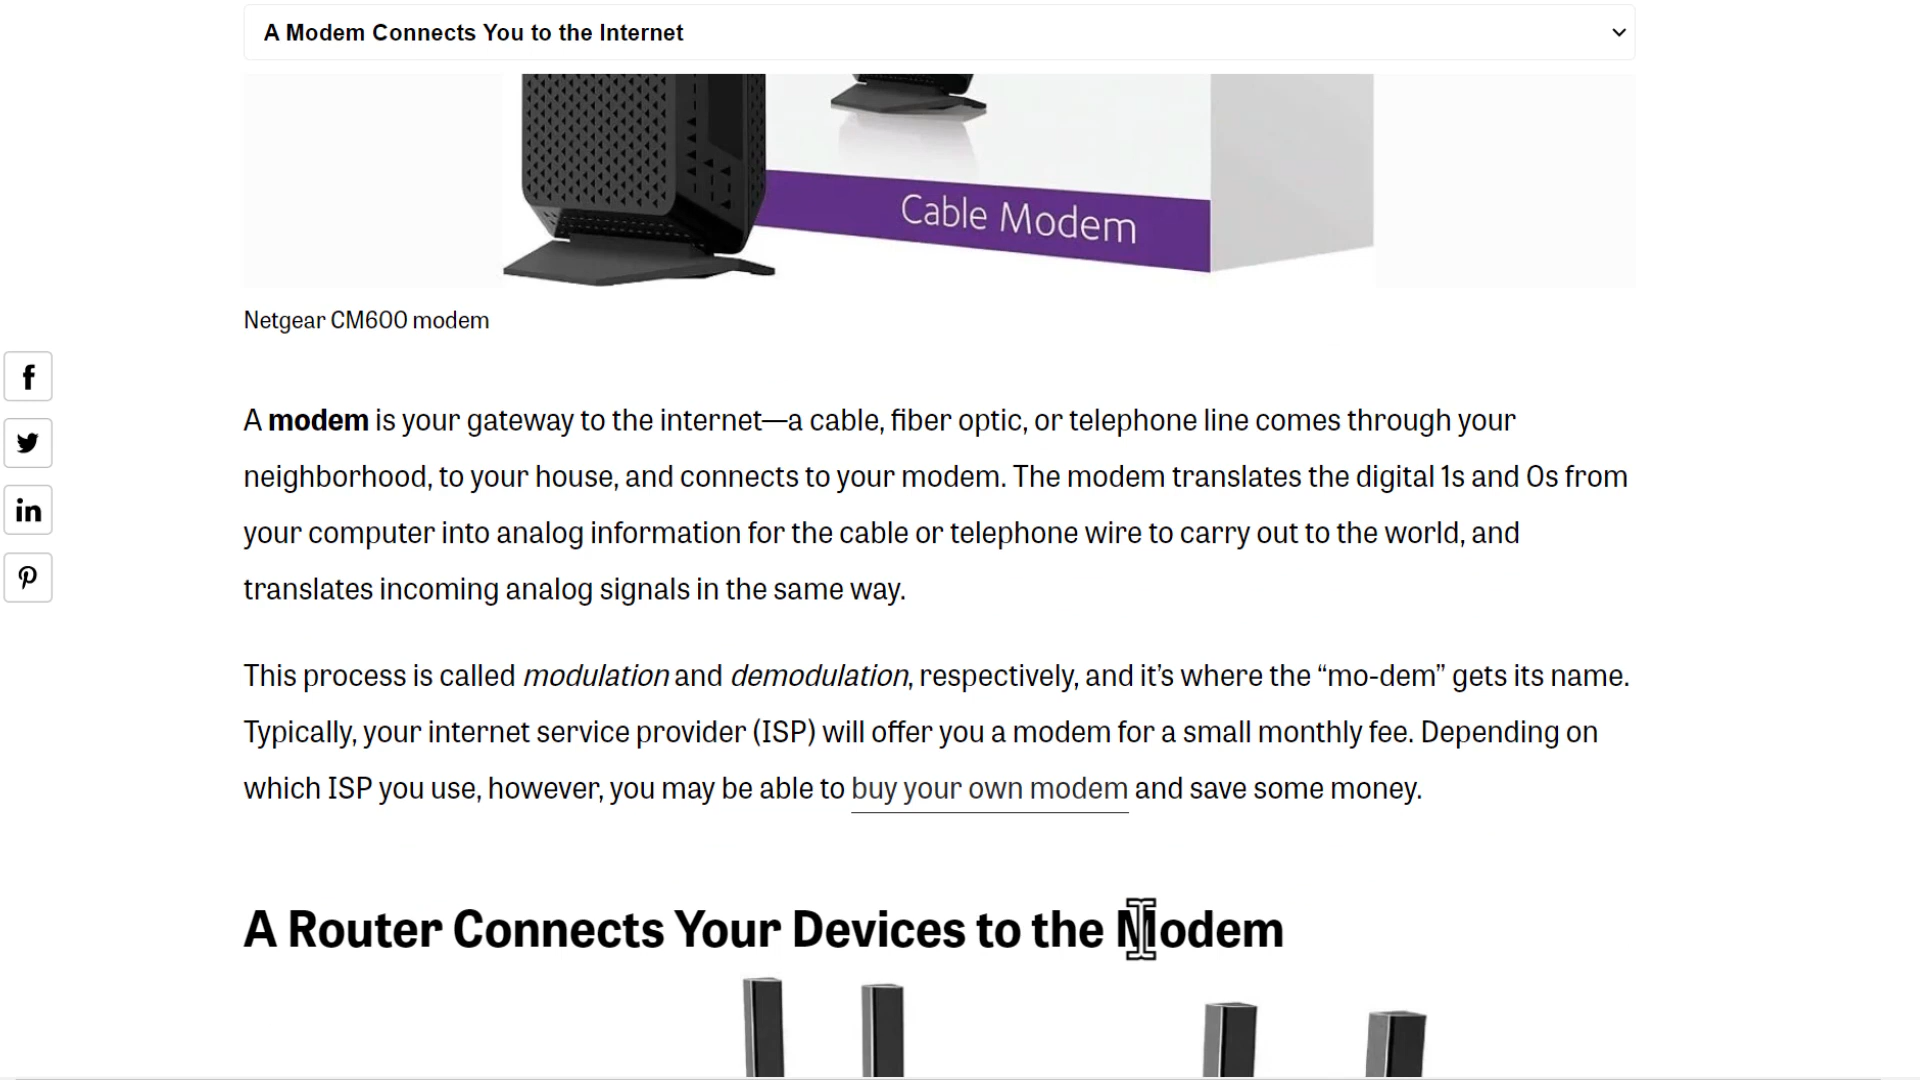 A Modem Connects You to the Internet
Cable Modem
Netgear CM600 modem
A modem is your gateway to the internet—a cable, fiber optic, or telephone line comes through your
neighborhood, to your house, and connects to your modem. The modem translates the digital 1s and 0s from
your computer into analog information for the cable or telephone wire to carry out to the world, and
translates incoming analog signals in the same way.
This process is called modulation and demodulation, respectively, and it’s where the “mo-dem” gets its name.
Typically, your internet service provider (ISP) will offer you a modem for a small monthly fee. Depending on
which ISP you use, however, you may be able to buy your own modem and save some money.
A Router Connects Your Devices to the Modem